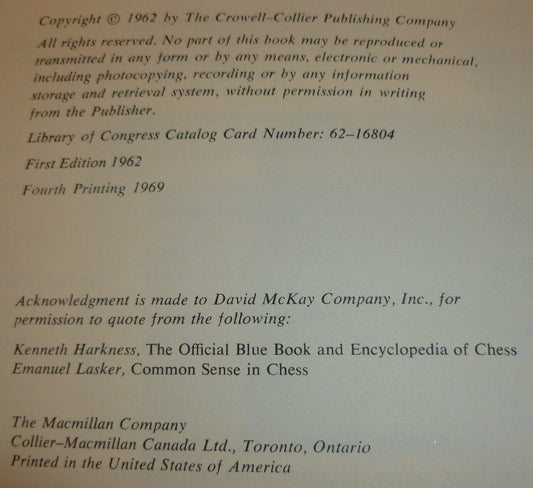 Copyright © 1962 by The Crowell-Collier Publishing Company
All rights reserved. No part of this book may be reproduced or
transmitted in any form or by any means, electronic or mechanical,
including photocopying, recording or by any information
storage and retrieval system, without permission in writing
from the Publisher.
Library of Congress Catalog Card Number: 62–16804
First Edition 1962
Fourth Printing 1969
Acknowledgment is made to David McKay Company, Inc., for
permission to quote from the following:
Kenneth Harkness, The Official Blue Book and Encyclopedia of Chess
Emanuel Lasker, Common Sense in Chess
The Macmillan Company
Collier–Macmillan Canada Ltd., Toronto, Ontario
Printed in the United States of America